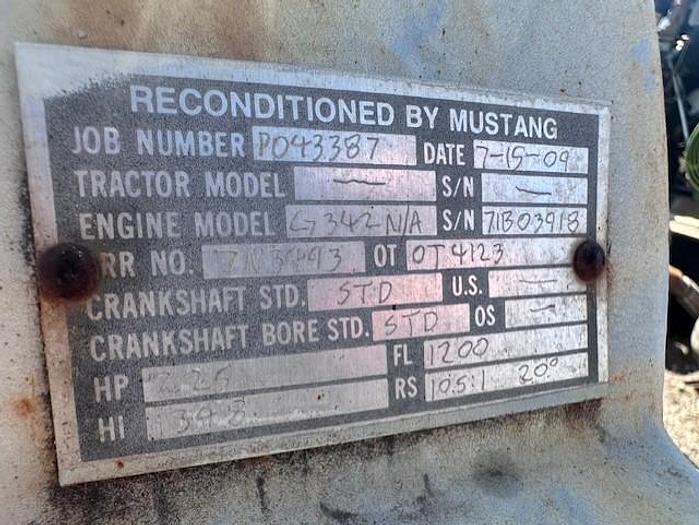 RECONDITIONED BY MUSTANG
JOB NUMBER P043387 DATE 7-15-09
TRACTOR MODEL — S/N —
ENGINE MODEL G342 N/A S/N 71B03918
RR NO. OT OT4123
CRANKSHAFT STD. STD U.S. —
CRANKSHAFT BORE STD. STD OS —
HP 225 FL 1200
HI RS 10.5:1 20°